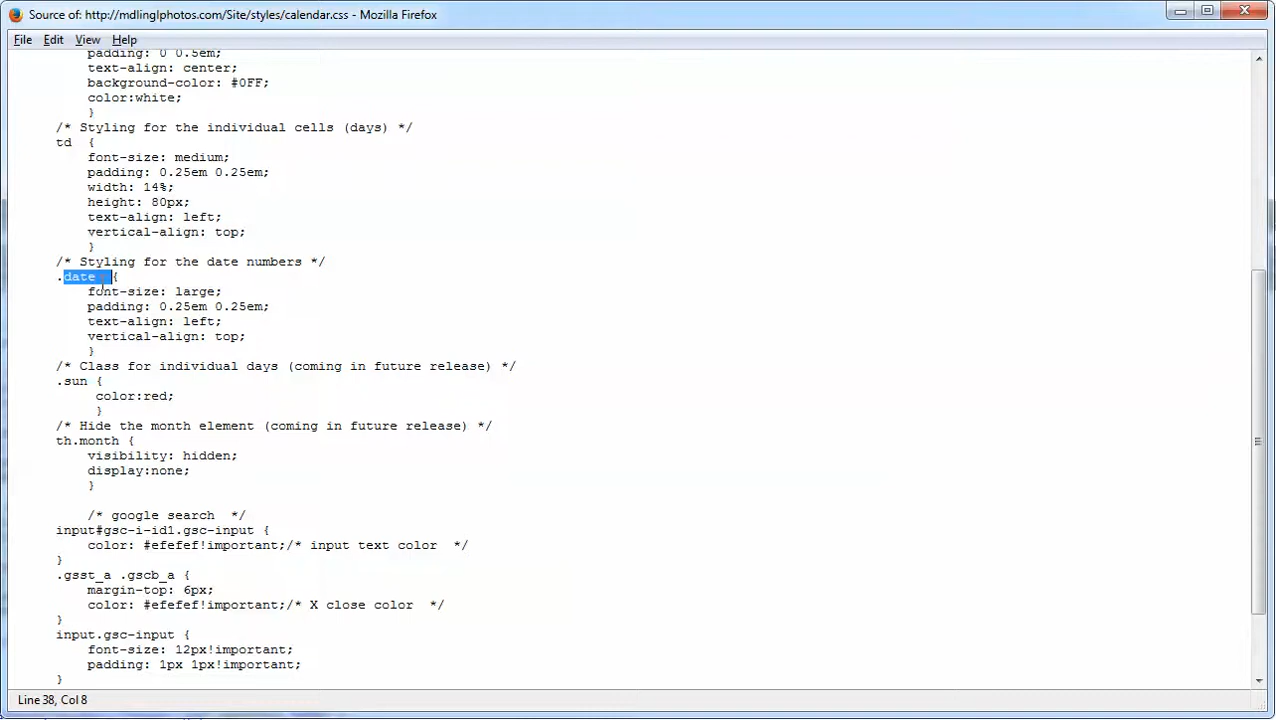 Source of: http://mdlinglphotos.com/Site/styles/calendar.css - Mozilla Firefox
File Edit View Help
padding: 0 0.5em;
text-align: center;
background-color: #0FF;
color:white;
}
/* Styling for the individual cells (days) */
td {
font-size: medium;
padding: 0.25em 0.25em;
width: 14%;
height: 80px;
text-align: left;
vertical-align: top;
}
/* Styling for the date numbers */
.date {
font-size: large;
padding: 0.25em 0.25em;
text-align: left;
vertical-align: top;
}
/* Class for individual days (coming in future release) */
.sun {
color:red;
}
/* Hide the month element (coming in future release) */
th.month {
visibility: hidden;
display:none;
}
/* google search */
input#gsc-i-id1.gsc-input {
color: #efefef!important;/* input text color */
}
.gsst_a .gscb_a {
margin-top: 6px;
color: #efefef!important;/* X close color */
}
input.gsc-input {
font-size: 12px!important;
padding: 1px 1px!important;
}
Line 38, Col 8